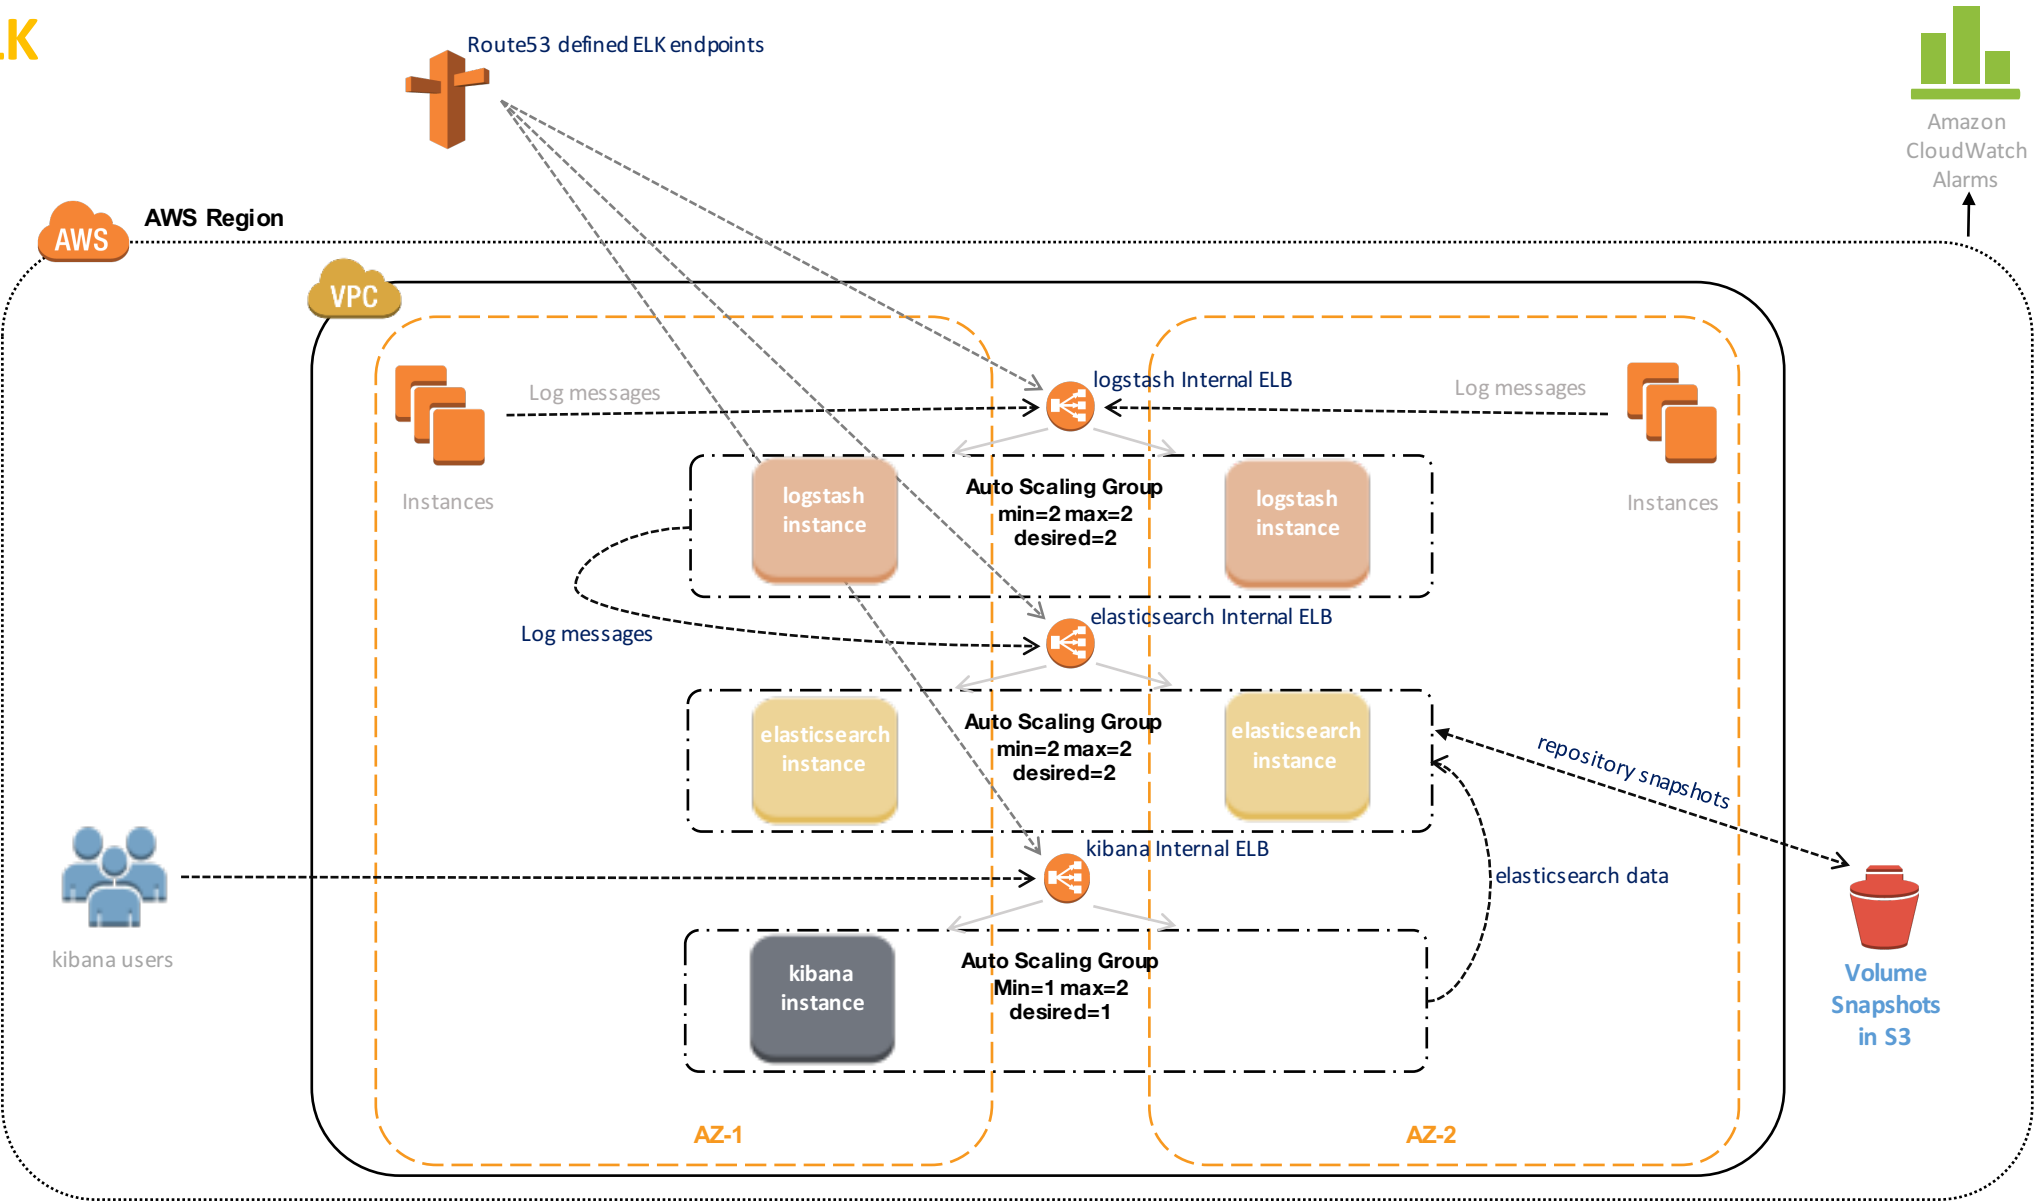 LK
Route53 defined ELK endpoints
Amazon
CloudWatch
Alarms
AWS
AWS Region
VPC
Log messages
logstash Internal ELB
Log messages
Instances
Instances
logstash
instance
Auto Scaling Group
min=2 max=2
desired=2
logstash
instance
Log messages
elasticsearch Internal ELB
elasticsearch
instance
Auto Scaling Group
min=2 max=2
desired=2
elasticsearch
instance
repository snapshots
kibana Internal ELB
elasticsearch data
kibana users
kibana
instance
Auto Scaling Group
Min=1 max=2
desired=1
Volume
Snapshots
in S3
AZ-1
AZ-2